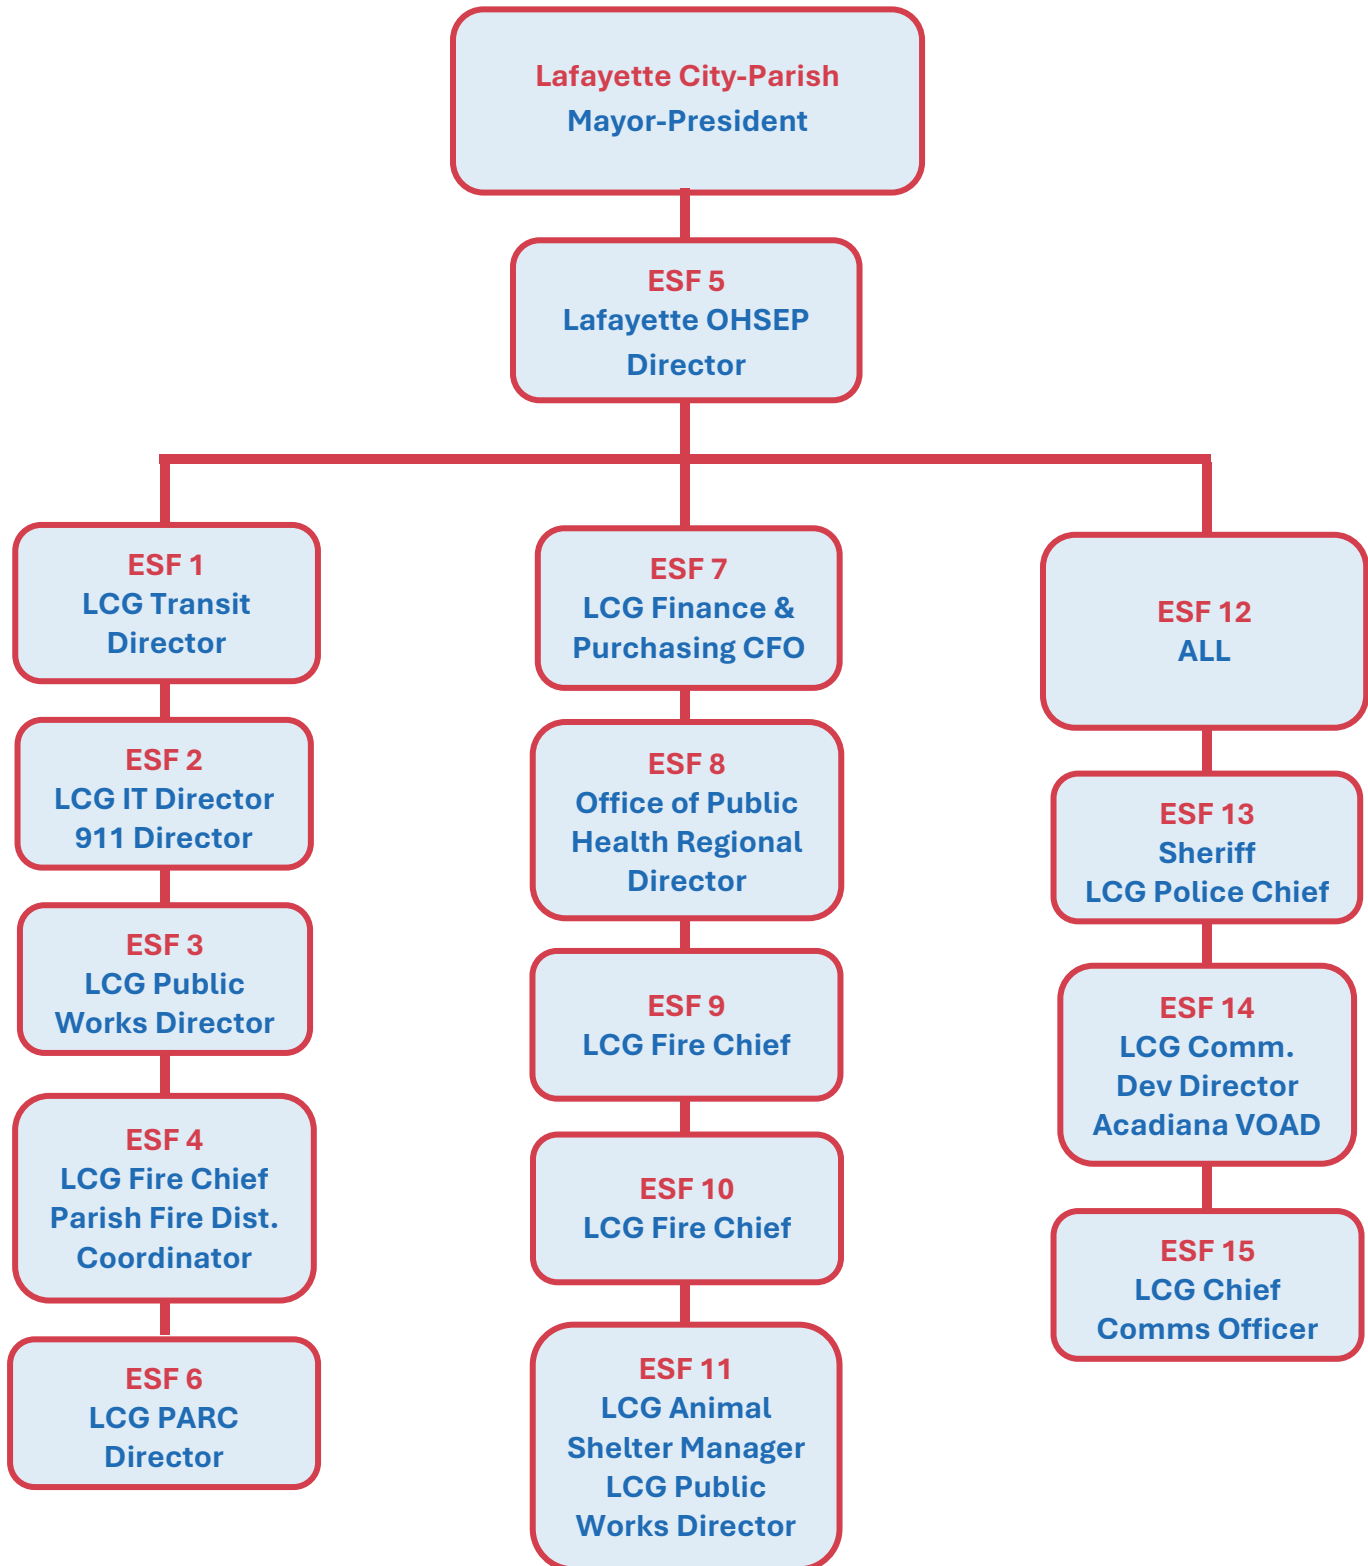 Lafayette City-Parish
Mayor-President
ESF 5
Lafayette OHSEP
Director
ESF 1
LCG Transit
Director
ESF 2
LCG IT Director
911 Director
ESF 3
LCG Public
Works Director
ESF 4
LCG Fire Chief
Parish Fire Dist.
Coordinator
ESF 6
LCG PARC
Director
ESF 7
LCG Finance &
Purchasing CFO
ESF 8
Office of Public
Health Regional
Director
ESF 9
LCG Fire Chief
ESF 10
LCG Fire Chief
ESF 11
LCG Animal
Shelter Manager
LCG Public
Works Director
ESF 12
ALL
ESF 13
Sheriff
LCG Police Chief
ESF 14
LCG Comm.
Dev Director
Acadiana VOAD
ESF 15
LCG Chief
Comms Officer